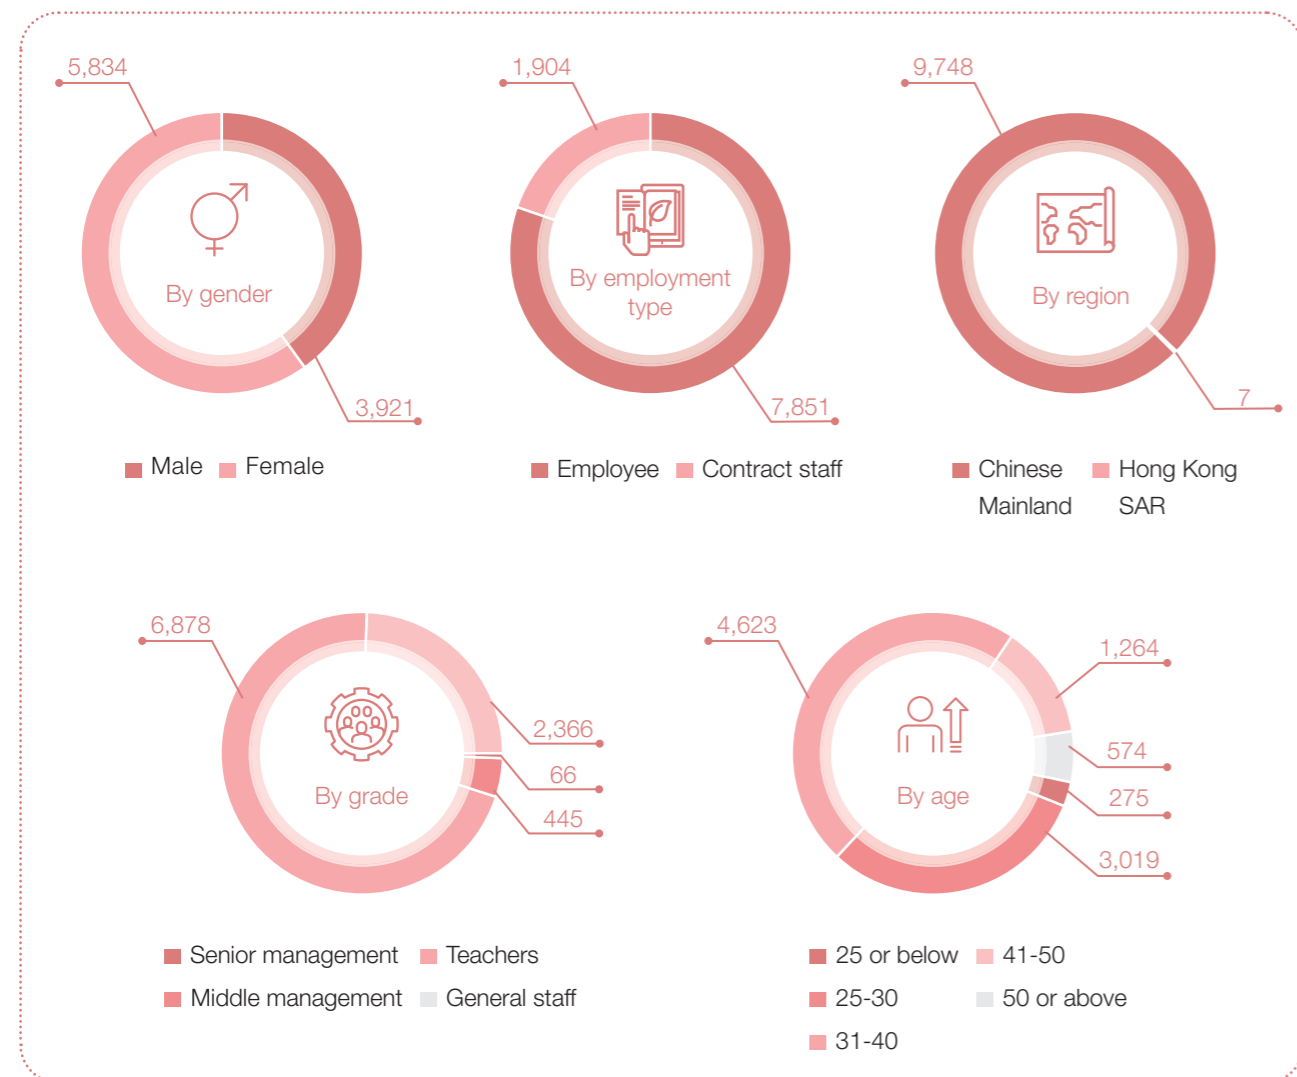 5,834
1,904
9,748
By gender
By employment
type
By region
3,921
7,851
7
Male Female
Employee Contract staff
Chinese Mainland
Hong Kong SAR
6,878
2,366
66
445
By grade
4,623
1,264
574
275
3,019
By age
Senior management Teachers
Middle management General staff
25 or below 41-50
25-30 50 or above
31-40